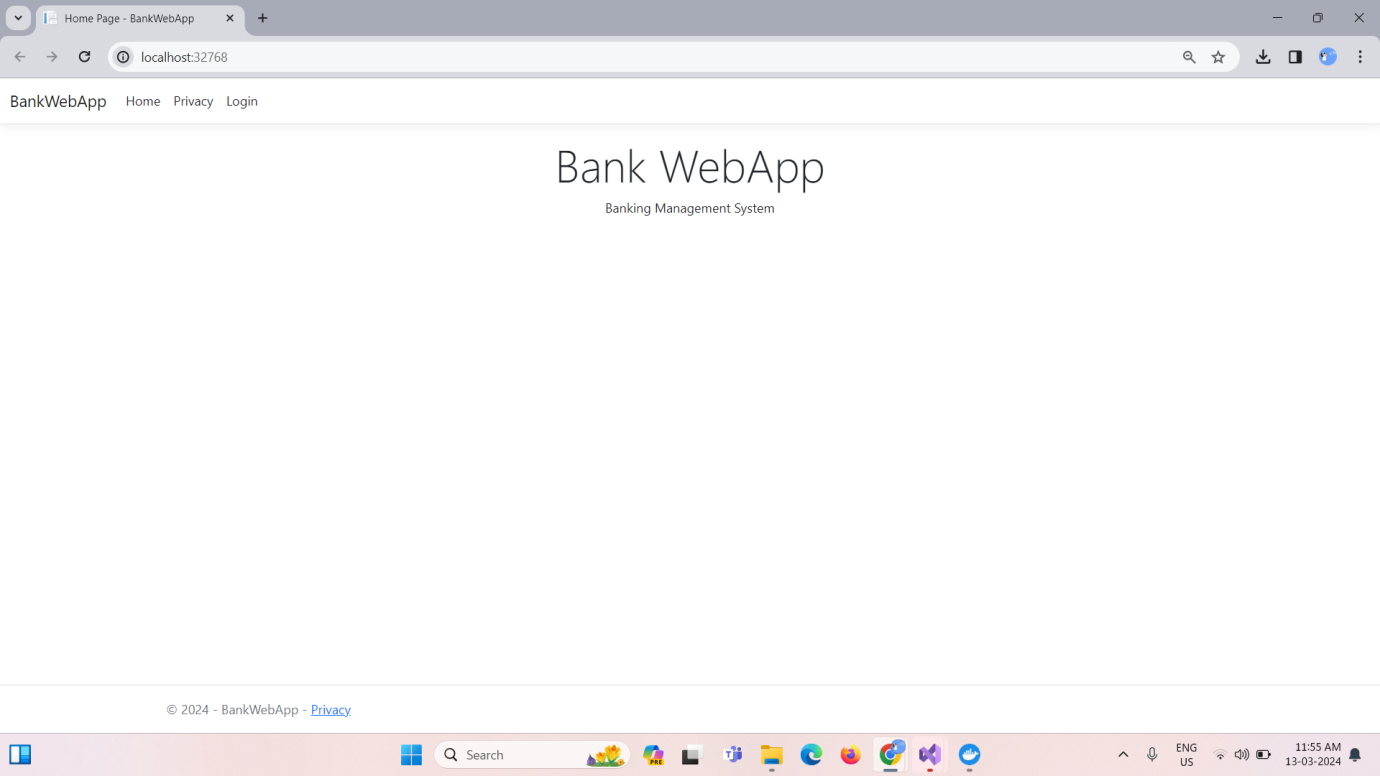 Home Page - BankWebApp
localhost:32768
BankWebApp Home Privacy Login
Bank WebApp
Banking Management System
© 2024 - BankWebApp - Privacy
Search
PRE
ENG
US
11:55 AM
13-03-2024